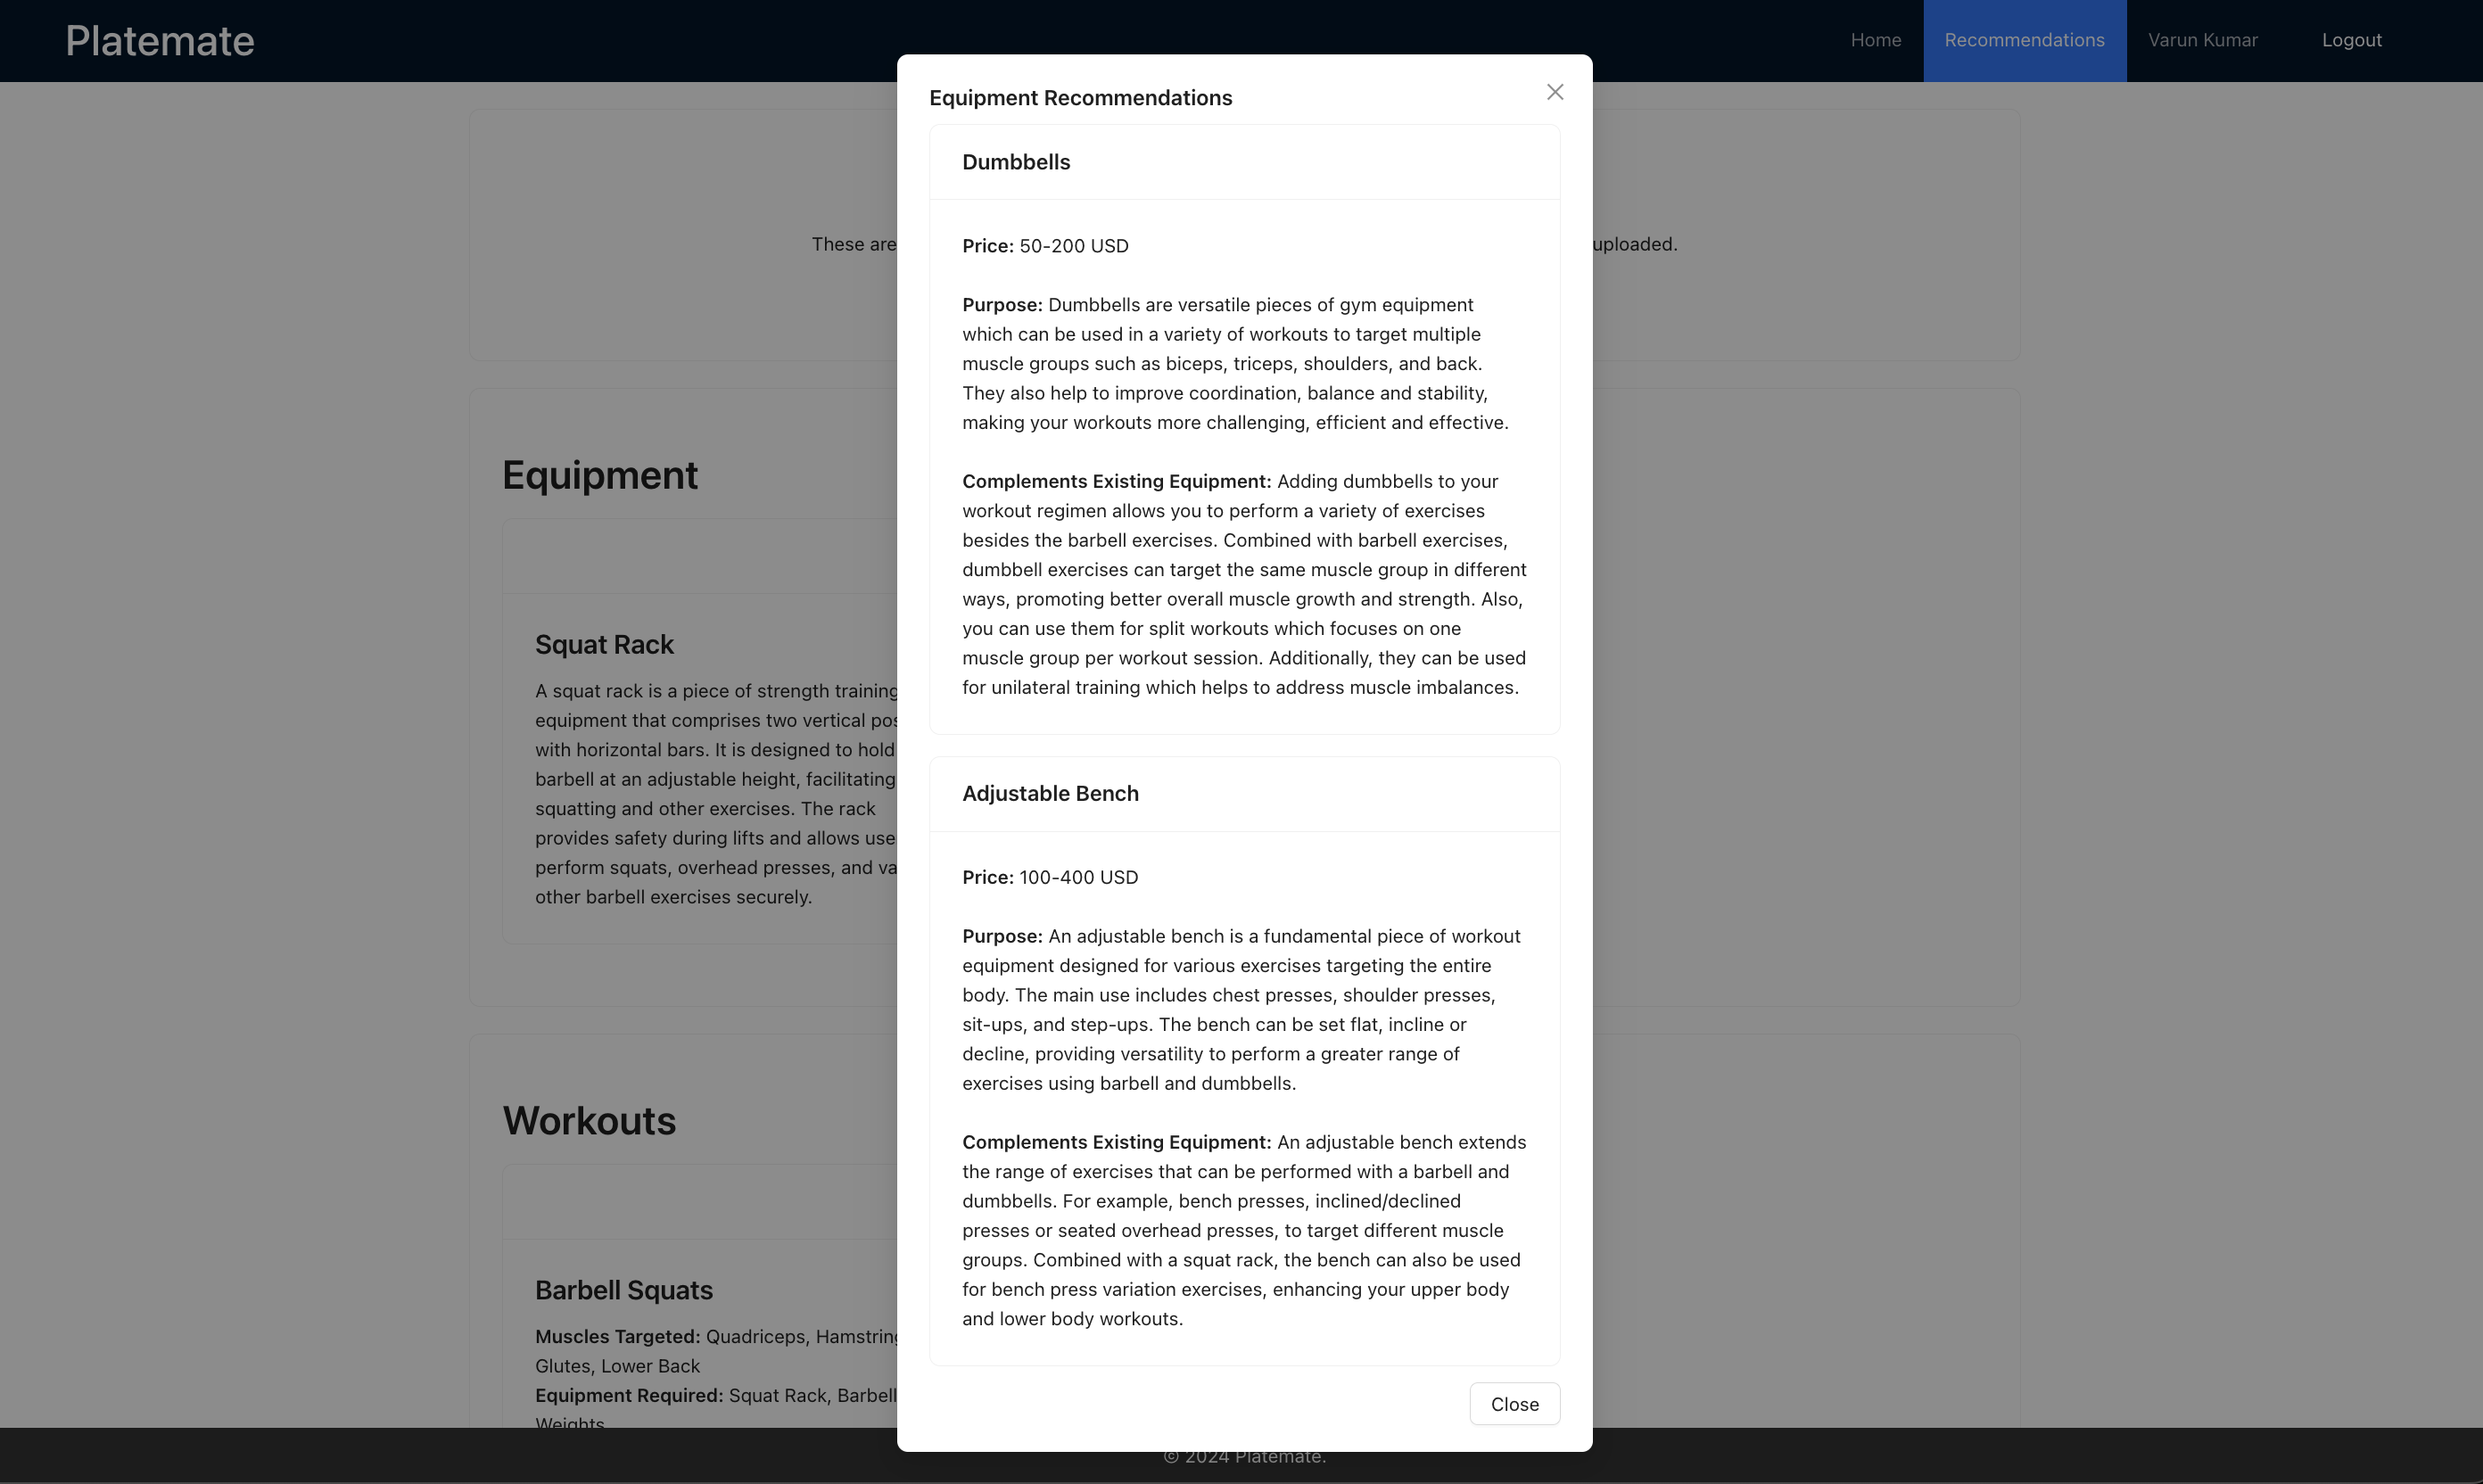 Platemate
Home
Recommendations
Varun Kumar
Logout
These are
uploaded.
Equipment
Squat Rack
A squat rack is a piece of strength training
equipment that comprises two vertical
with horizontal bars. It is designed to hold
barbell at an adjustable height, facilitating
squatting and other exercises. The rack
provides safety during lifts and allows
perform squats, overhead presses, and
other barbell exercises securely.
Workouts
Barbell Squats
Muscles Targeted: Quadriceps,
Glutes, Lower Back
Equipment Required: Squat Rack, Barbell
Weights
Equipment Recommendations
Dumbbells
Price: 50-200 USD
Purpose: Dumbbells are versatile pieces of gym equipment
which can be used in a variety of workouts to target multiple
muscle groups such as biceps, triceps, shoulders, and back.
They also help to improve coordination, balance and stability,
making your workouts more challenging, efficient and effective.
Complements Existing Equipment: Adding dumbbells to your
workout regimen allows you to perform a variety of exercises
besides the barbell exercises. Combined with barbell exercises,
dumbbell exercises can target the same muscle group in different
ways, promoting better overall muscle growth and strength. Also,
you can use them for split workouts which focuses on one
muscle group per workout session. Additionally, they can be used
for unilateral training which helps to address muscle imbalances.
Adjustable Bench
Price: 100-400 USD
Purpose: An adjustable bench is a fundamental piece of workout
equipment designed for various exercises targeting the entire
body. The main use includes chest presses, shoulder presses,
sit-ups, and step-ups. The bench can be set flat, incline or
decline, providing versatility to perform a greater range of
exercises using barbell and dumbbells.
Complements Existing Equipment: An adjustable bench extends
the range of exercises that can be performed with a barbell and
dumbbells. For example, bench presses, inclined/declined
presses or seated overhead presses, to target different muscle
groups. Combined with a squat rack, the bench can also be used
for bench press variation exercises, enhancing your upper body
and lower body workouts.
Close
© 2024 Platemate.